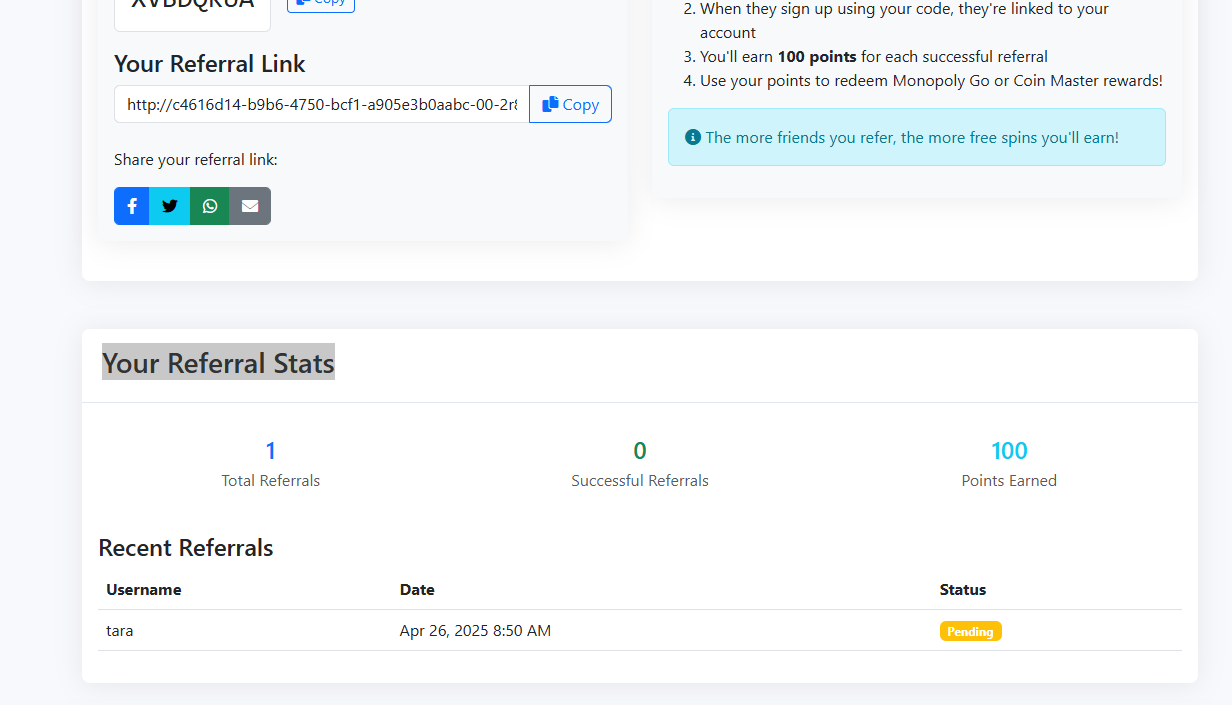 Copy
Your Referral Link
http://c4616d14-b9b6-4750-bcf1-a905e3b0aabc-00-2r8
Copy
Share your referral link:
2. When they sign up using your code, they're linked to your
account
3. You'll earn 100 points for each successful referral
4. Use your points to redeem Monopoly Go or Coin Master rewards!
The more friends you refer, the more free spins you'll earn!
Your Referral Stats
1
Total Referrals
0
Successful Referrals
100
Points Earned
Recent Referrals
Username Date Status
tara Apr 26, 2025 8:50 AM Pending